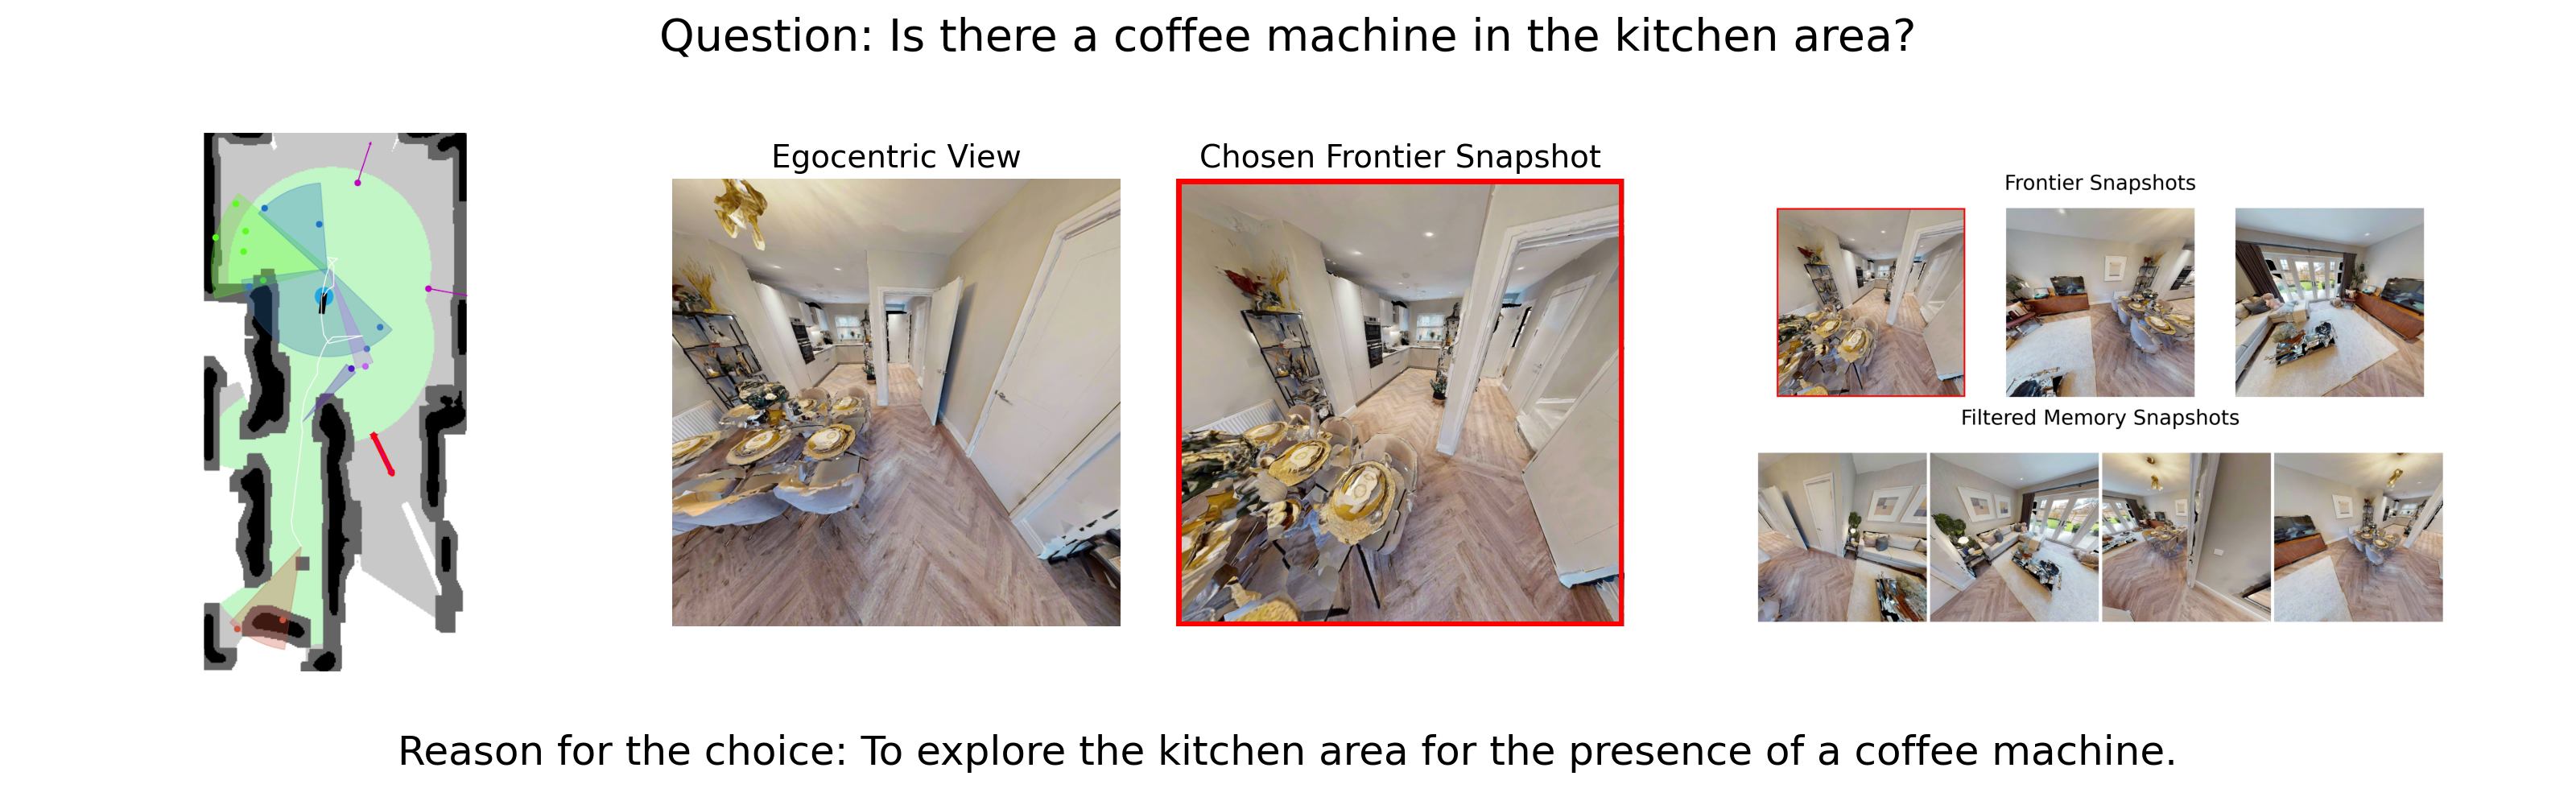 Question: Is there a coffee machine in the kitchen area?
Egocentric View
Chosen Frontier Snapshot
Frontier Snapshots
Filtered Memory Snapshots
Reason for the choice: To explore the kitchen area for the presence of a coffee machine.